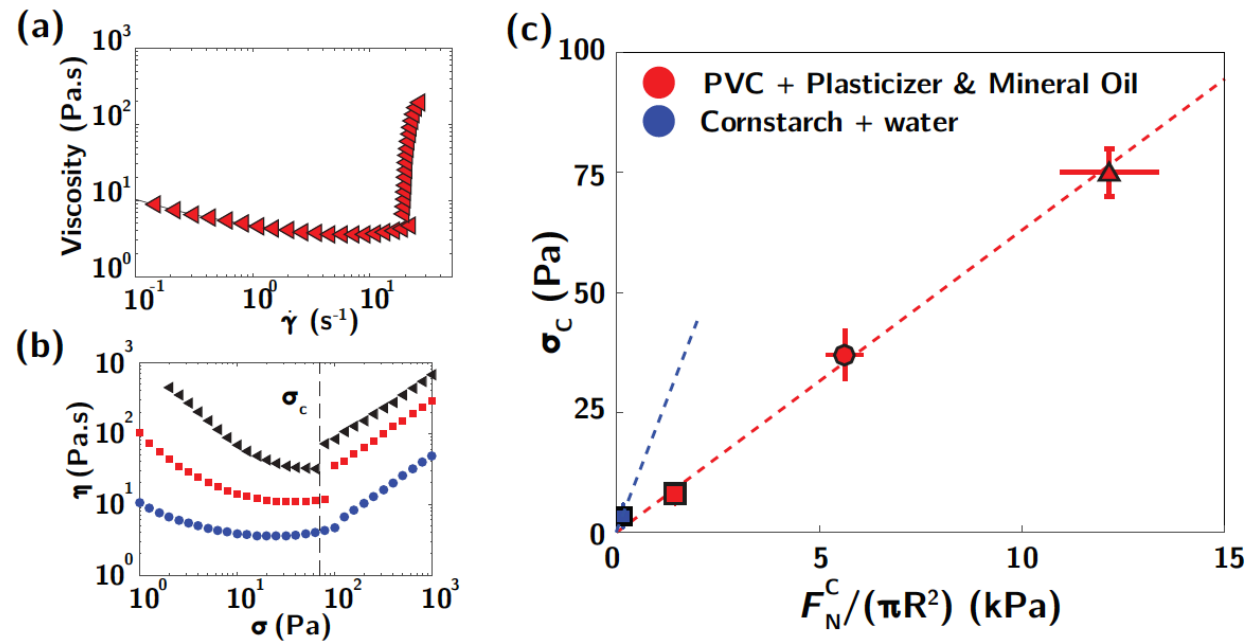 (a)
10³
10²
10¹
10⁰
Viscosity (Pa.s)
10⁻¹ 10⁰ 10¹
γ̇ (s⁻¹)
(b)
10³
10²
10¹
10⁰
η (Pa.s)
σc
10⁰ 10¹ 10² 10³
σ (Pa)
(c)
100
75
50
25
0
σC (Pa)
PVC + Plasticizer & Mineral Oil
Cornstarch + water
0 5 10 15
F_N^C/(πR²) (kPa)